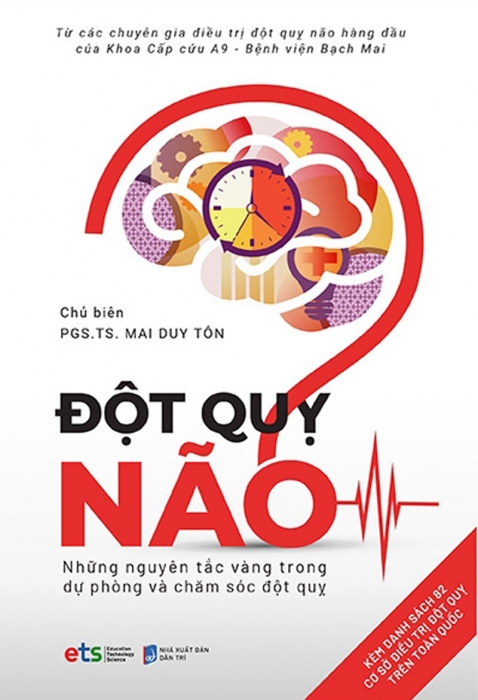 Từ các chuyên gia điều trị đột quỵ não hàng đầu
của Khoa Cấp cứu A9 - Bệnh viện Bạch Mai
Chủ biên
PGS.TS. MAI DUY TÔN
ĐỘT QUỴ
NÃO
Những nguyên tắc vàng trong
dự phòng và chăm sóc đột quỵ
KÈM DANH SÁCH 82
CƠ SỞ ĐIỀU TRỊ ĐỘT QUỴ
TRÊN TOÀN QUỐC
ets
Education
Technology
Science
NHÀ XUẤT BẢN
DÂN TRÍ